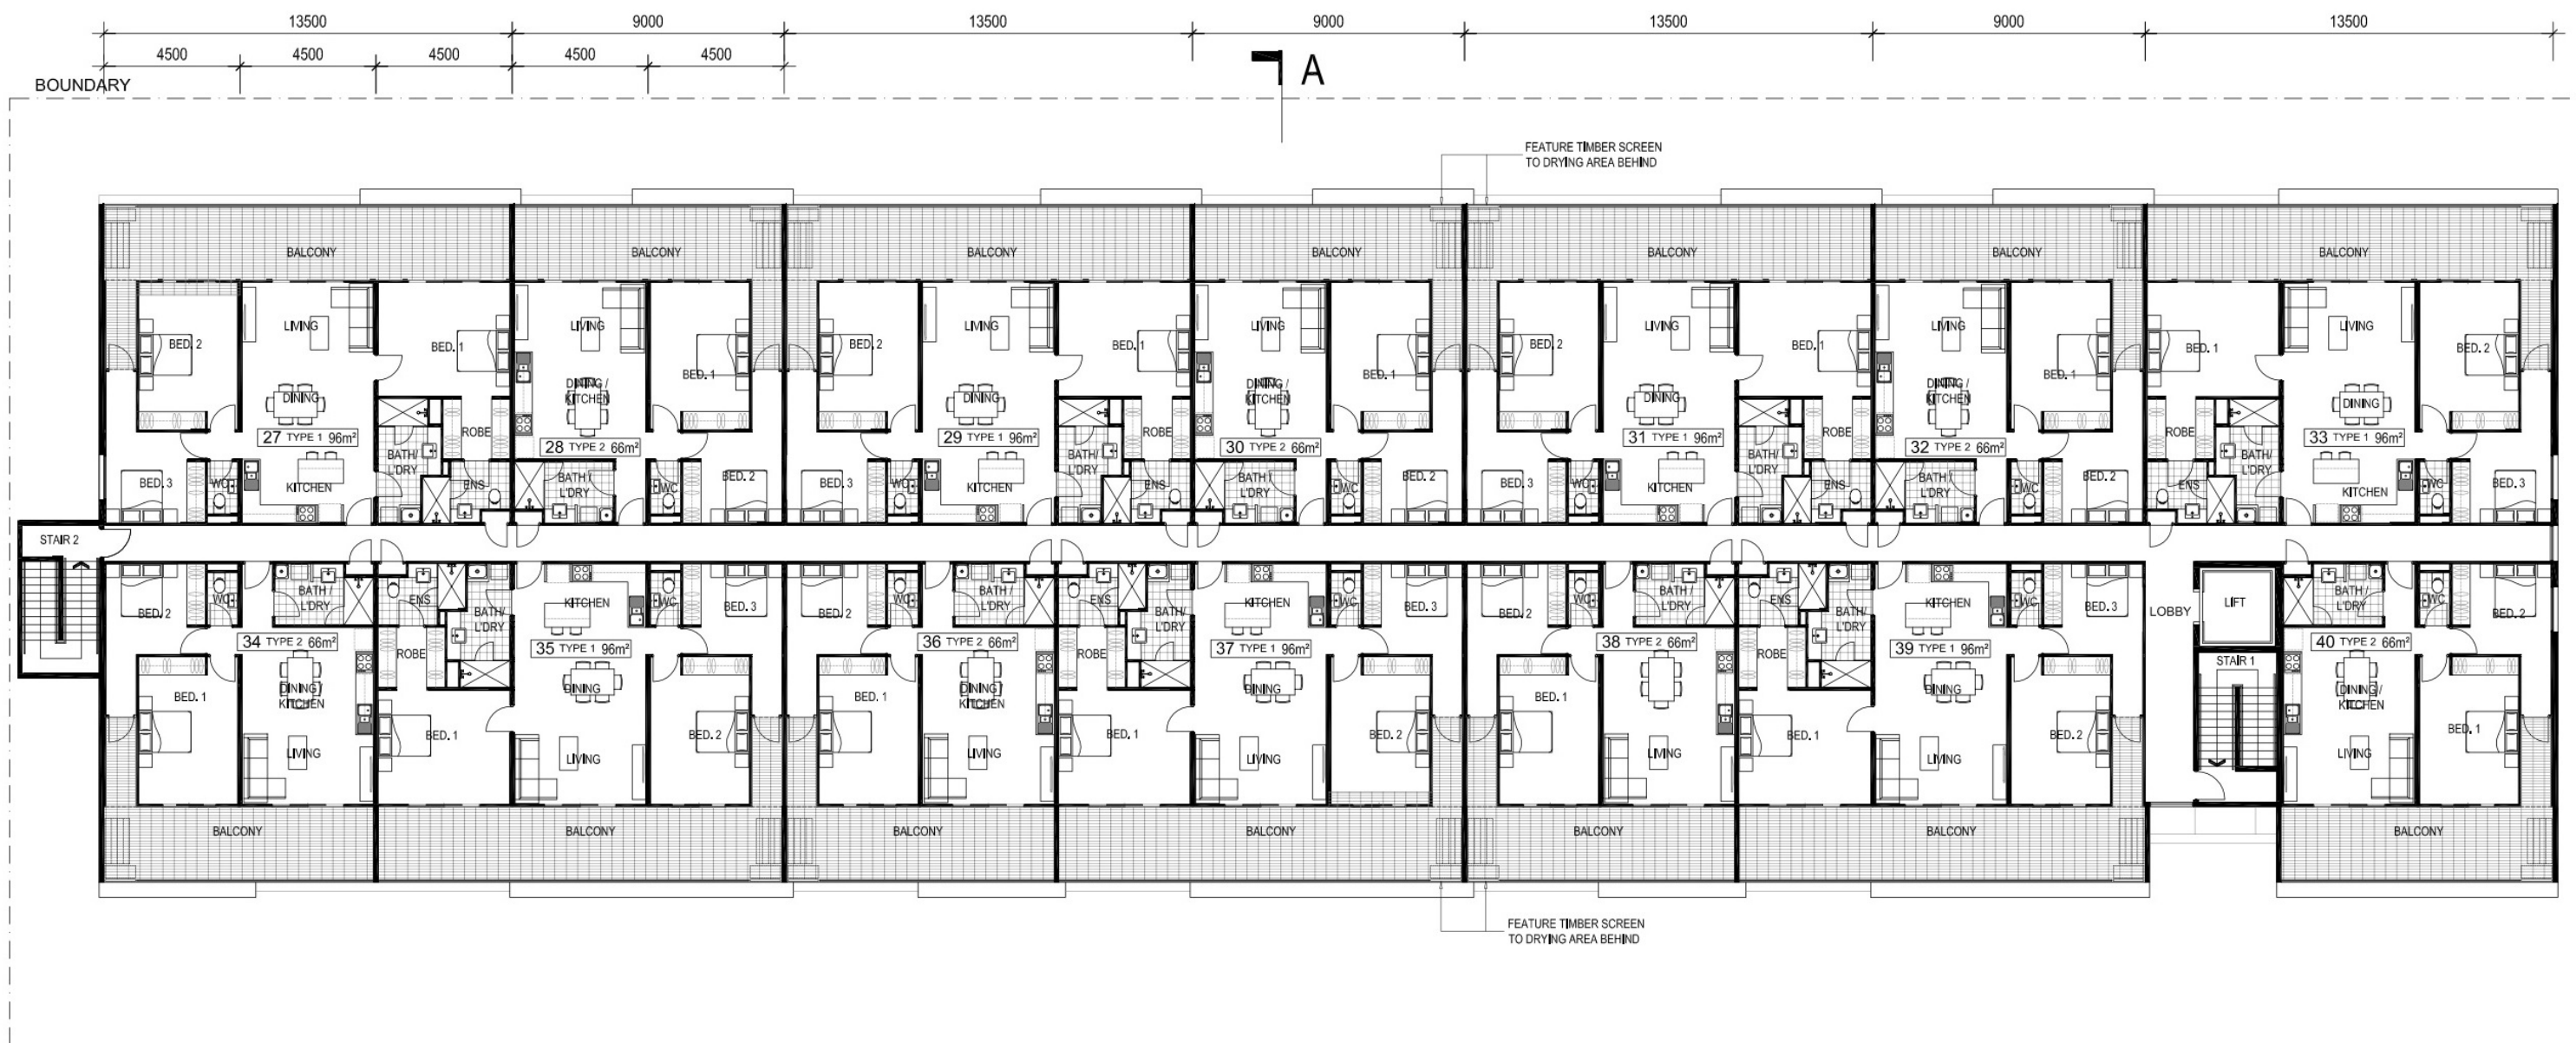 13500 9000 13500 9000 13500 9000 13500
4500 4500 4500 4500 4500
BOUNDARY
A
FEATURE TIMBER SCREEN
TO DRYING AREA BEHIND
BALCONY BALCONY BALCONY BALCONY BALCONY BALCONY BALCONY
LIVING LIVING LIVING LIVING LIVING LIVING LIVING
BED. 2 BED. 1 BED. 2 BED. 1 BED. 2 BED. 1 BED. 1 BED. 2
BED. 1 BED. 1 BED. 1
DINING / DINING / DINING /
DINING KITCHEN DINING KITCHEN DINING KITCHEN DINING
ROBE ROBE ROBE ROBE
27 TYPE 1 96m² 28 TYPE 2 66m² 29 TYPE 1 96m² 30 TYPE 2 66m² 31 TYPE 1 96m² 32 TYPE 2 66m² 33 TYPE 1 96m²
BATH/ BATH/ BATH/ BATH/
L'DRY L'DRY L'DRY L'DRY
BATH / BATH / BATH /
L'DRY L'DRY L'DRY
BED. 3 WC KITCHEN ENS WC BED. 2 BED. 3 WC KITCHEN ENS WC BED. 2 BED. 3 WC KITCHEN ENS WC BED. 2 ENS KITCHEN WC BED. 3
STAIR 2
BED. 2 WC BATH / ENS KITCHEN WC BED. 3 BED. 2 WC BATH / ENS KITCHEN WC BED. 3 BED. 2 WC BATH / ENS KITCHEN WC BED. 3 LOBBY LIFT BATH / WC BED. 2
L'DRY L'DRY L'DRY L'DRY
BATH/ BATH/ BATH/
L'DRY L'DRY L'DRY
34 TYPE 2 66m² 35 TYPE 1 96m² 36 TYPE 2 66m² 37 TYPE 1 96m² 38 TYPE 2 66m² 39 TYPE 1 96m² 40 TYPE 2 66m²
ROBE ROBE ROBE STAIR 1
BED. 1 DINING / DINING BED. 1 DINING / DINING BED. 1 DINING DINING /
KITCHEN KITCHEN KITCHEN
BED. 1 BED. 2 BED. 1 BED. 2 BED. 1 BED. 2 BED. 1
LIVING LIVING LIVING LIVING LIVING LIVING LIVING
BALCONY BALCONY BALCONY BALCONY BALCONY BALCONY BALCONY
FEATURE TIMBER SCREEN
TO DRYING AREA BEHIND